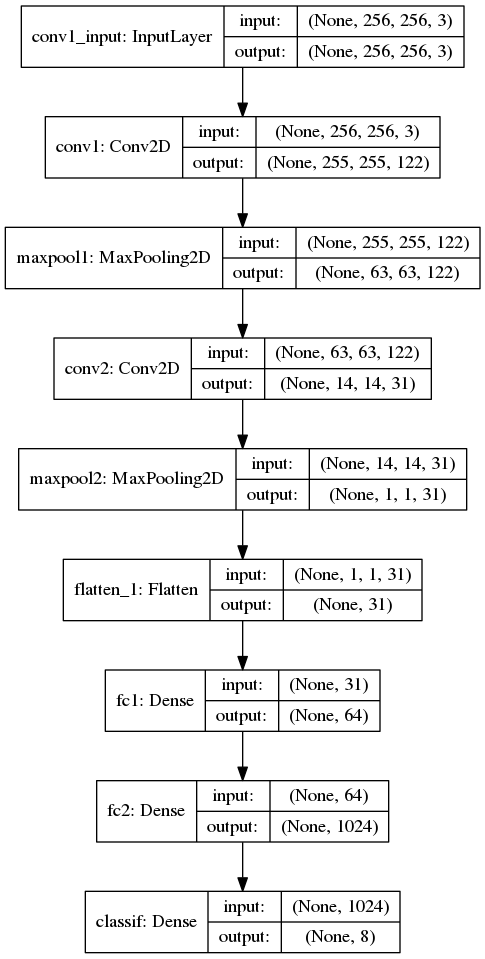 conv1_input: InputLayer
input: (None, 256, 256, 3)
output: (None, 256, 256, 3)
conv1: Conv2D
input: (None, 256, 256, 3)
output: (None, 255, 255, 122)
maxpool1: MaxPooling2D
input: (None, 255, 255, 122)
output: (None, 63, 63, 122)
conv2: Conv2D
input: (None, 63, 63, 122)
output: (None, 14, 14, 31)
maxpool2: MaxPooling2D
input: (None, 14, 14, 31)
output: (None, 1, 1, 31)
flatten_1: Flatten
input: (None, 1, 1, 31)
output: (None, 31)
fc1: Dense
input: (None, 31)
output: (None, 64)
fc2: Dense
input: (None, 64)
output: (None, 1024)
classif: Dense
input: (None, 1024)
output: (None, 8)